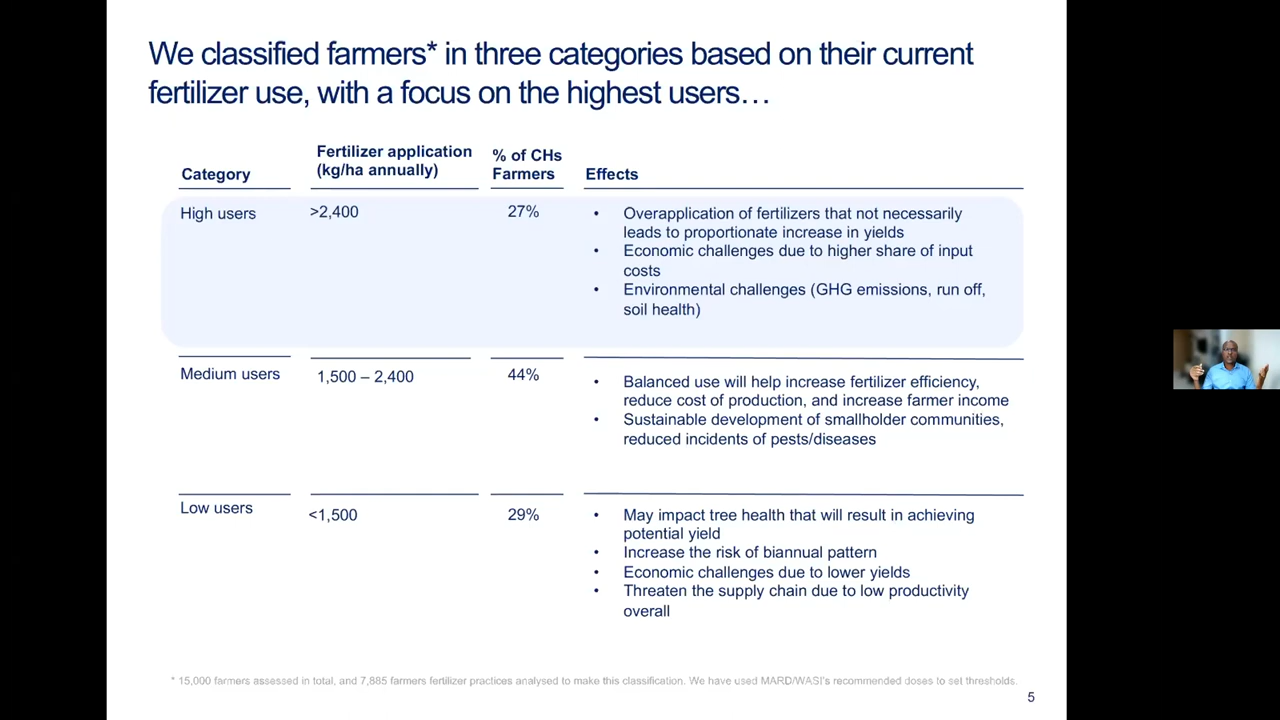 We classified farmers* in three categories based on their current
fertilizer use, with a focus on the highest users…
Category
Fertilizer application
(kg/ha annually)
% of CHs
Farmers
Effects
High users
>2,400
27%
• Overapplication of fertilizers that not necessarily
leads to proportionate increase in yields
• Economic challenges due to higher share of input
costs
• Environmental challenges (GHG emissions, run off,
soil health)
Medium users
1,500 – 2,400
44%
• Balanced use will help increase fertilizer efficiency,
reduce cost of production, and increase farmer income
• Sustainable development of smallholder communities,
reduced incidents of pests/diseases
Low users
<1,500
29%
• May impact tree health that will result in achieving
potential yield
• Increase the risk of biannual pattern
• Economic challenges due to lower yields
• Threaten the supply chain due to low productivity
overall
* 15,000 farmers assessed in total, and 7,885 farmers fertilizer practices analysed to make this classification. We have used MARD/WASI's recommended doses to set thresholds.
5